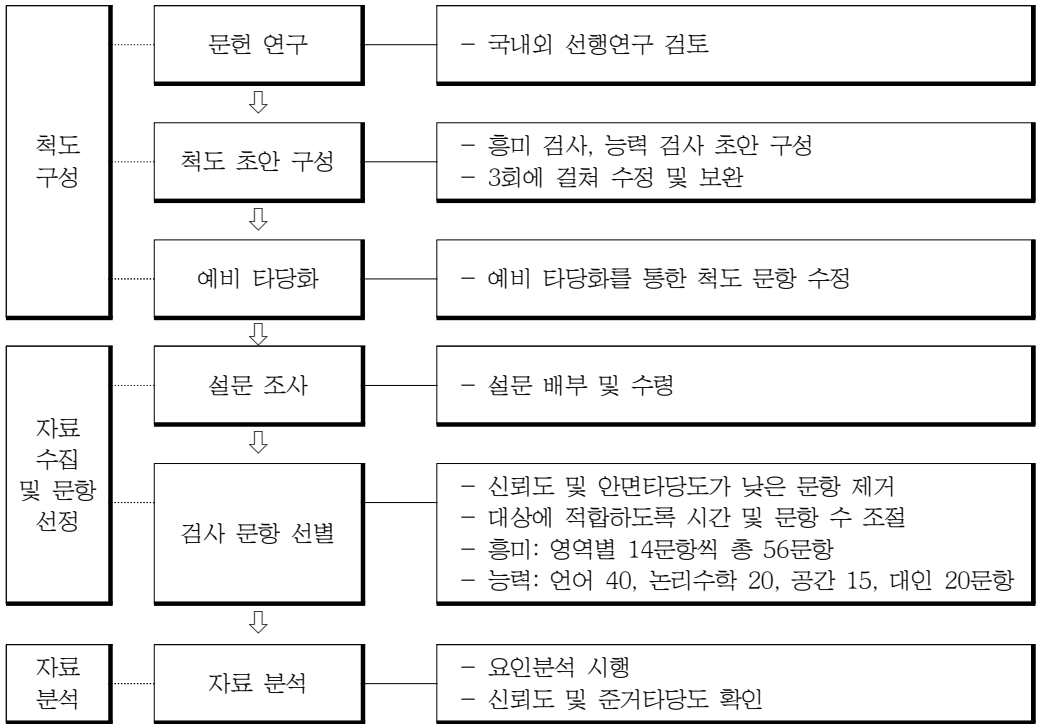 척도
구성
문헌 연구
- 국내외 선행연구 검토
⇩
척도 초안 구성
- 흥미 검사, 능력 검사 초안 구성
- 3회에 걸쳐 수정 및 보완
⇩
예비 타당화
- 예비 타당화를 통한 척도 문항 수정
⇩
자료
수집
및 문항
선정
설문 조사
- 설문 배부 및 수령
⇩
검사 문항 선별
- 신뢰도 및 안면타당도가 낮은 문항 제거
- 대상에 적합하도록 시간 및 문항 수 조절
- 흥미: 영역별 14문항씩 총 56문항
- 능력: 언어 40, 논리수학 20, 공간 15, 대인 20문항
⇩
자료
분석
자료 분석
- 요인분석 시행
- 신뢰도 및 준거타당도 확인